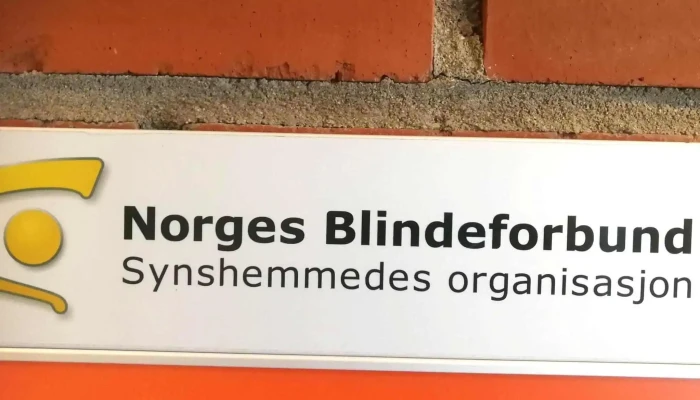 Norges Blindeforbund
Synshemmedes organisasjon